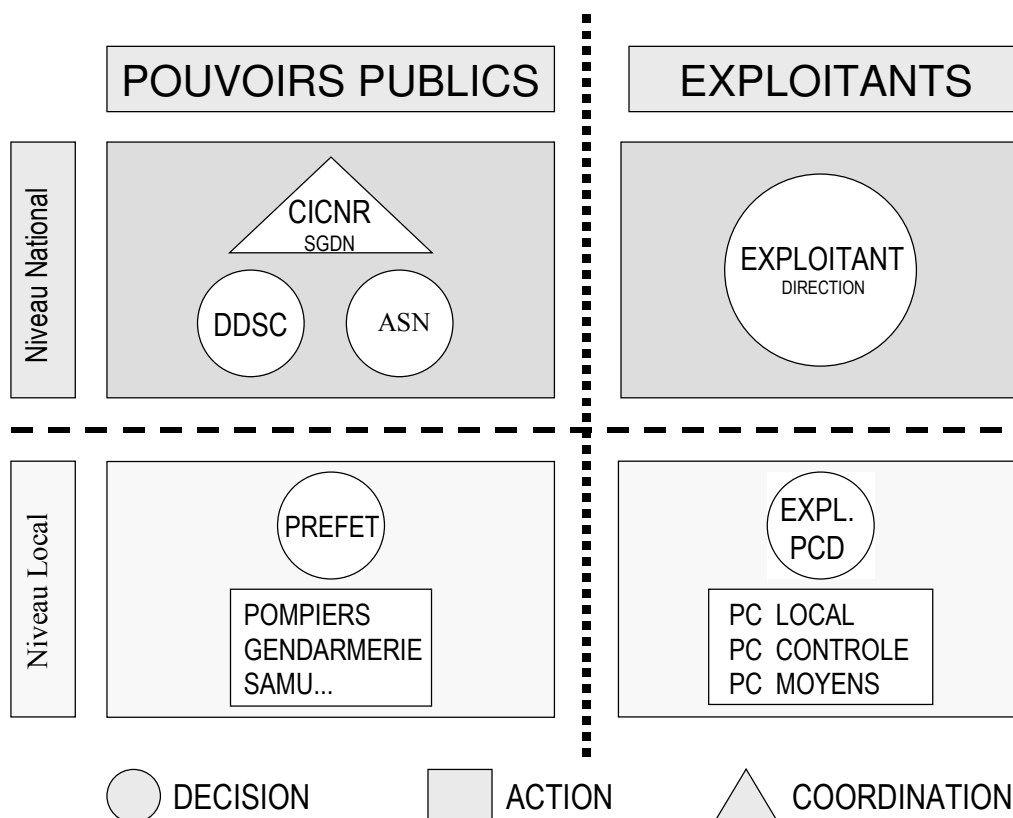 POUVOIRS PUBLICS
EXPLOITANTS
Niveau National
CICNR
SGDN
DDSC
ASN
EXPLOITANT
DIRECTION
Niveau Local
PREFET
POMPIERS
GENDARMERIE
SAMU...
EXPL.
PCD
PC LOCAL
PC CONTROLE
PC MOYENS
DECISION
ACTION
COORDINATION